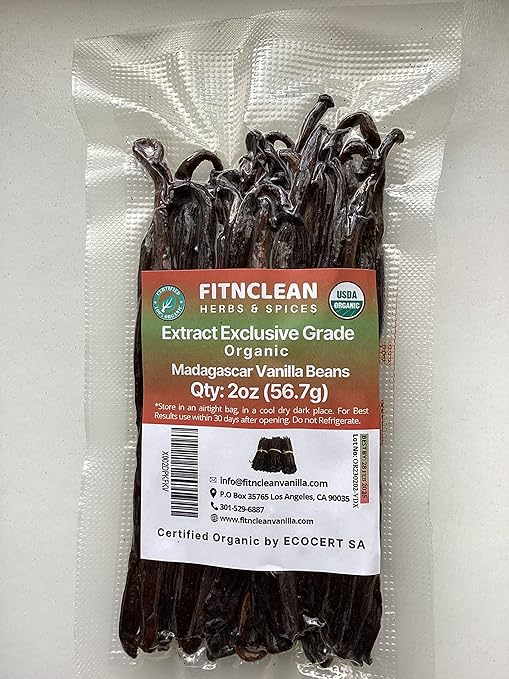 FITNCLEAN
HERBS & SPICES
CERTIFIED
USDA
ORGANIC
Extract Exclusive Grade
Organic
Madagascar Vanilla Beans
Qty: 2oz (56.7g)
*Store in an airtight bag, in a cool dry dark place. For Best
Results use within 30 days after opening. Do not Refrigerate.
info@fitncleanvanilla.com
P.O Box 35765 Los Angeles, CA 90035
301-529-6887
www.fitncleanvanilla.com
Certified Organic by ECOCERT SA